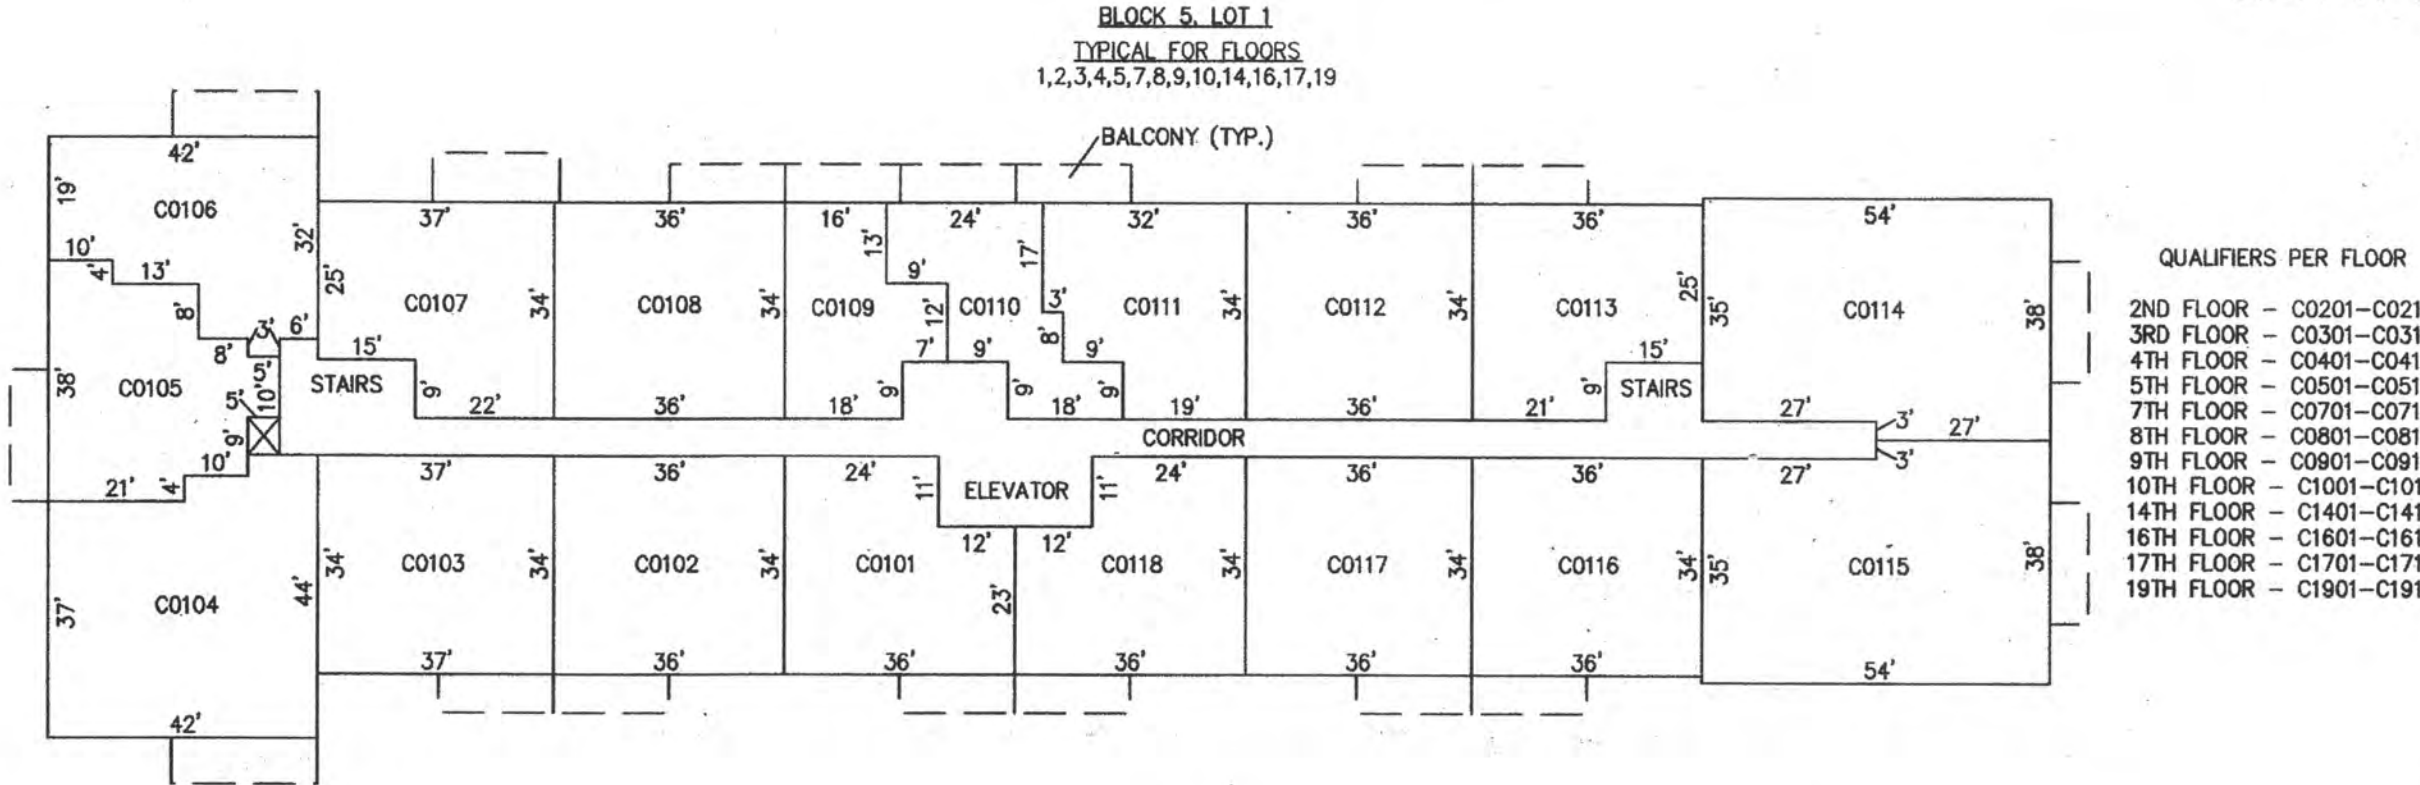 BLOCK 5, LOT 1
TYPICAL FOR FLOORS
1,2,3,4,5,7,8,9,10,14,16,17,19
BALCONY (TYP.)
42' 19' C0106 32' 10' 4' 13' 8' 8' 3' 6'
37' 25' C0107 34' 15' 9' 22'
36' C0108 34' 36'
16' 13' C0109 9' 12' 7' 9' 18'
24' C0110 17' 3' 8' 9' 9' 18'
32' C0111 34' 9' 9' 19'
36' C0112 34' 36'
36' C0113 25' 15' 9' 21'
54' C0114 35' 38' 27' 3' 27'
38' C0105 5' 10' 5' 9' 10' 4' 21'
STAIRS
STAIRS
CORRIDOR
ELEVATOR
37' C0104 44' 42'
37' 34' C0103 34' 37'
36' C0102 34' 36'
24' 11' 12' C0101 23' 36'
24' 11' 12' C0118 34' 36'
36' C0117 34' 36'
36' C0116 34' 36'
27' 3' 35' C0115 38' 54'
QUALIFIERS PER FLOOR
2ND FLOOR - C0201-C021
3RD FLOOR - C0301-C031
4TH FLOOR - C0401-C041
5TH FLOOR - C0501-C051
7TH FLOOR - C0701-C071
8TH FLOOR - C0801-C081
9TH FLOOR - C0901-C091
10TH FLOOR - C1001-C101
14TH FLOOR - C1401-C141
16TH FLOOR - C1601-C161
17TH FLOOR - C1701-C171
19TH FLOOR - C1901-C191